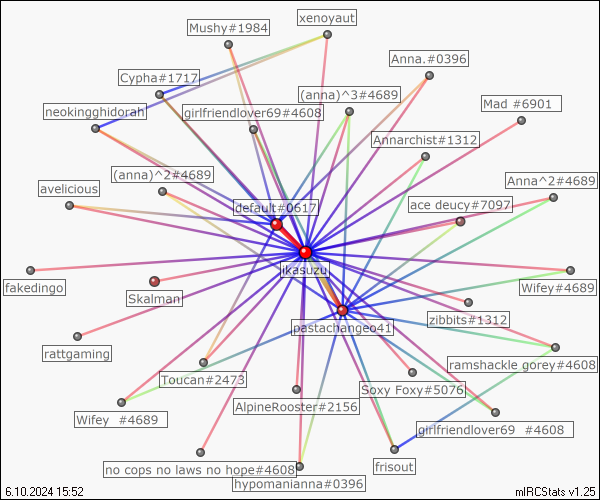 xenoyaut
Mushy#1984
Anna.#0396
Cypha#1717
(anna)^3#4689
Mad #6901
neokingghidorah
girlfriendlover69#4608
Annarchist#1312
(anna)^2#4689
Anna^2#4689
avelicious
default#0617
ace deucy#7097
jikasuzu
fakedingo
Skalman
Wifey#4689
pastachangeo41
zibbits#1312
rattgaming
ramshackle gorey#4608
Toucan#2473
Soxy Foxy#5076
AlpineRooster#2156
Wifey  #4689
girlfriendlover69  #4608
no cops no laws no hope#4608
frisout
hypomanianna#0396
6.10.2024 15:52
mIRCStats v1.25